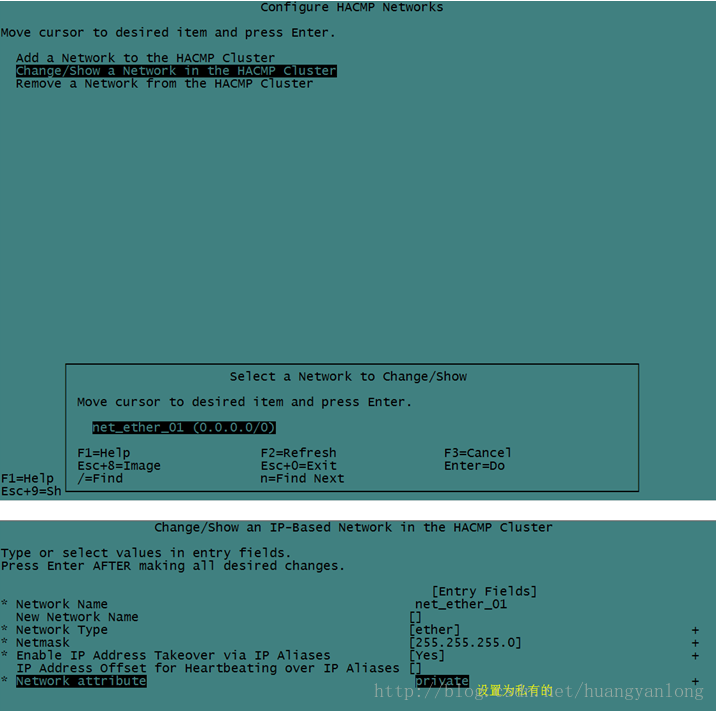 Configure HACMP Networks
Move cursor to desired item and press Enter.
Add a Network to the HACMP Cluster
Change/Show a Network in the HACMP Cluster
Remove a Network from the HACMP Cluster
Select a Network to Change/Show
Move cursor to desired item and press Enter.
net_ether_01 (0.0.0.0/0)
F1=Help F2=Refresh F3=Cancel
Esc+8=Image Esc+0=Exit Enter=Do
F1=Help /=Find n=Find Next
Esc+9=Sh
Change/Show an IP-Based Network in the HACMP Cluster
Type or select values in entry fields.
Press Enter AFTER making all desired changes.
[Entry Fields]
* Network Name net_ether_01
New Network Name []
* Network Type [ether] +
* Netmask [255.255.255.0] +
* Enable IP Address Takeover via IP Aliases [Yes] +
IP Address Offset for Heartbeating over IP Aliases []
* Network attribute private +
设置为私有的
http://blog. .net/huangyanlong